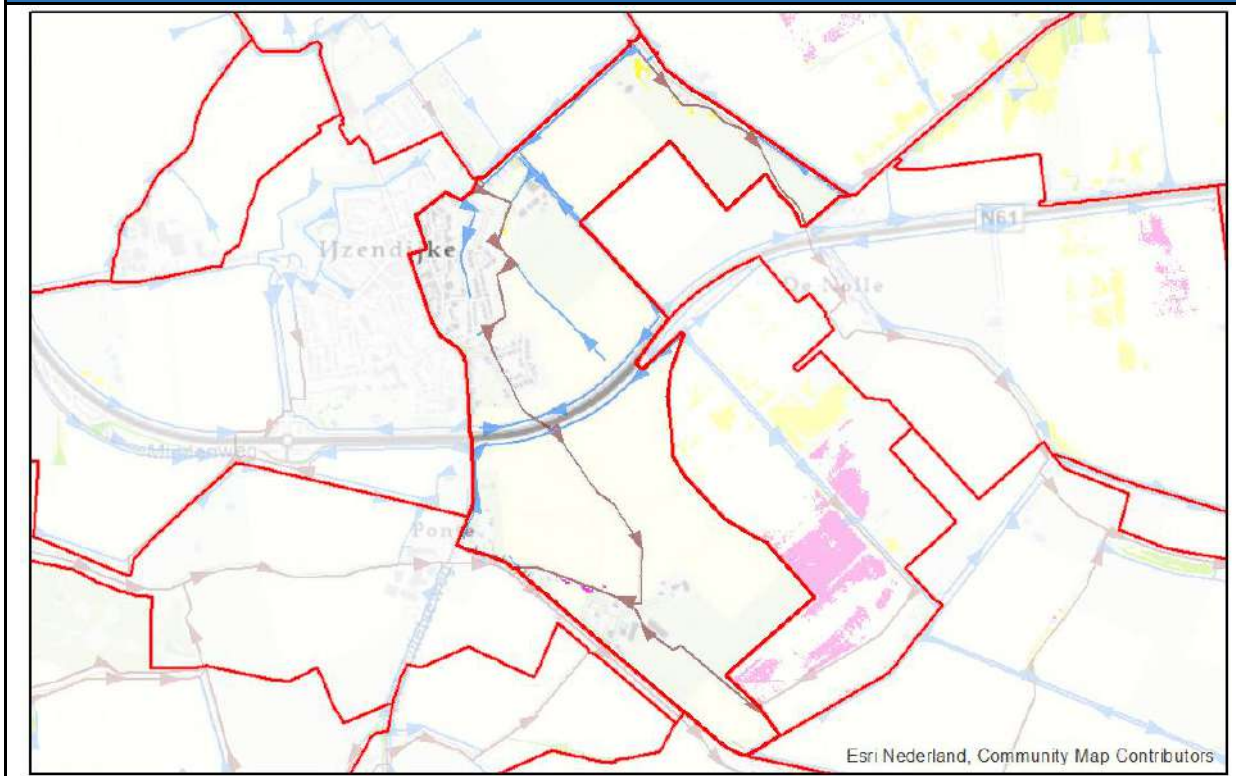 N61
IJzendijke
De Nolle
Middenweg
Ponte
Esri Nederland, Community Map Contributors